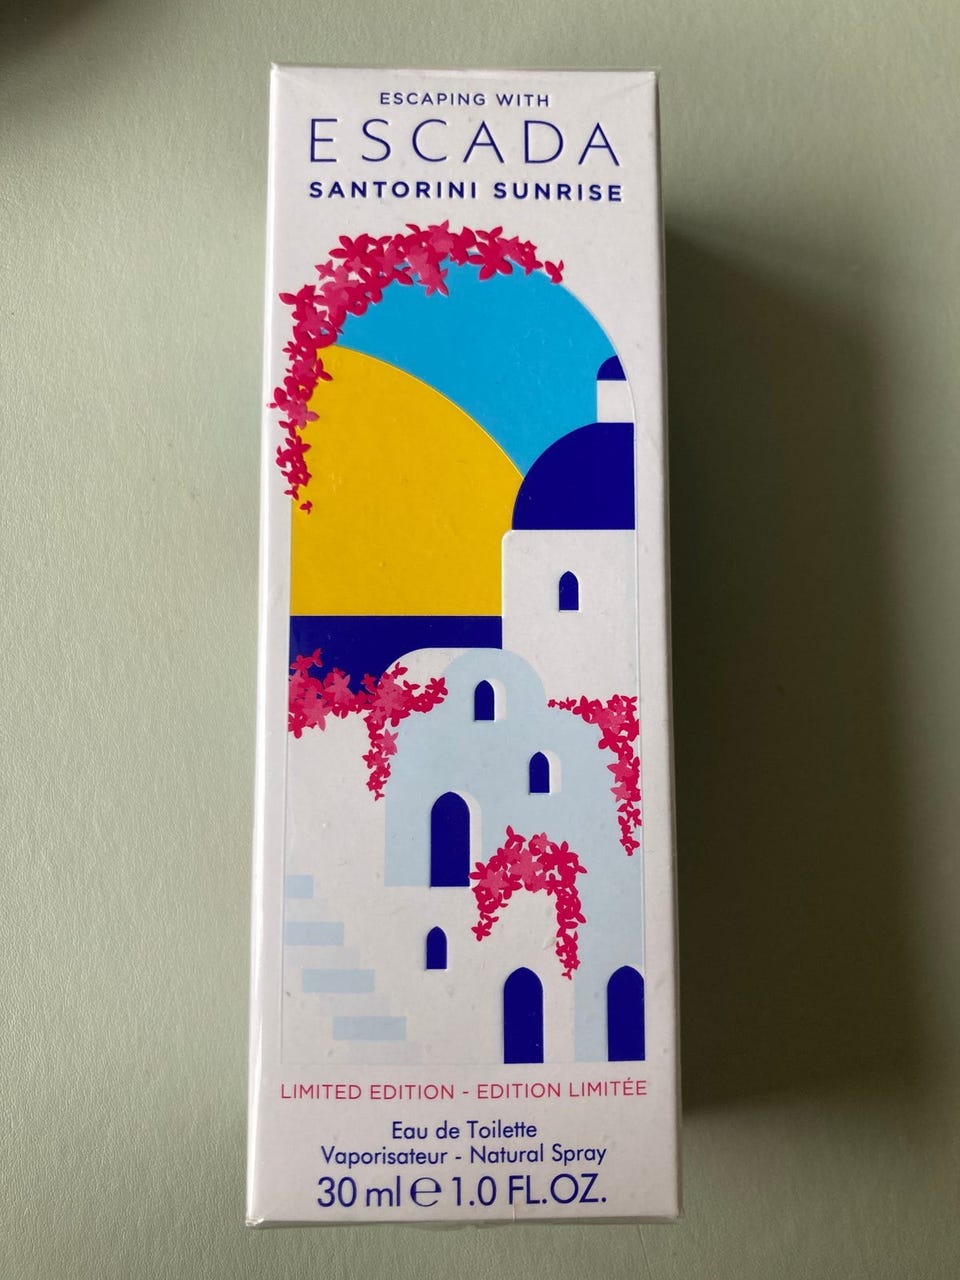 ESCAPING WITH
ESCADA
SANTORINI SUNRISE
LIMITED EDITION - EDITION LIMITÉE
Eau de Toilette
Vaporisateur - Natural Spray
30 ml ℮ 1.0 FL.OZ.